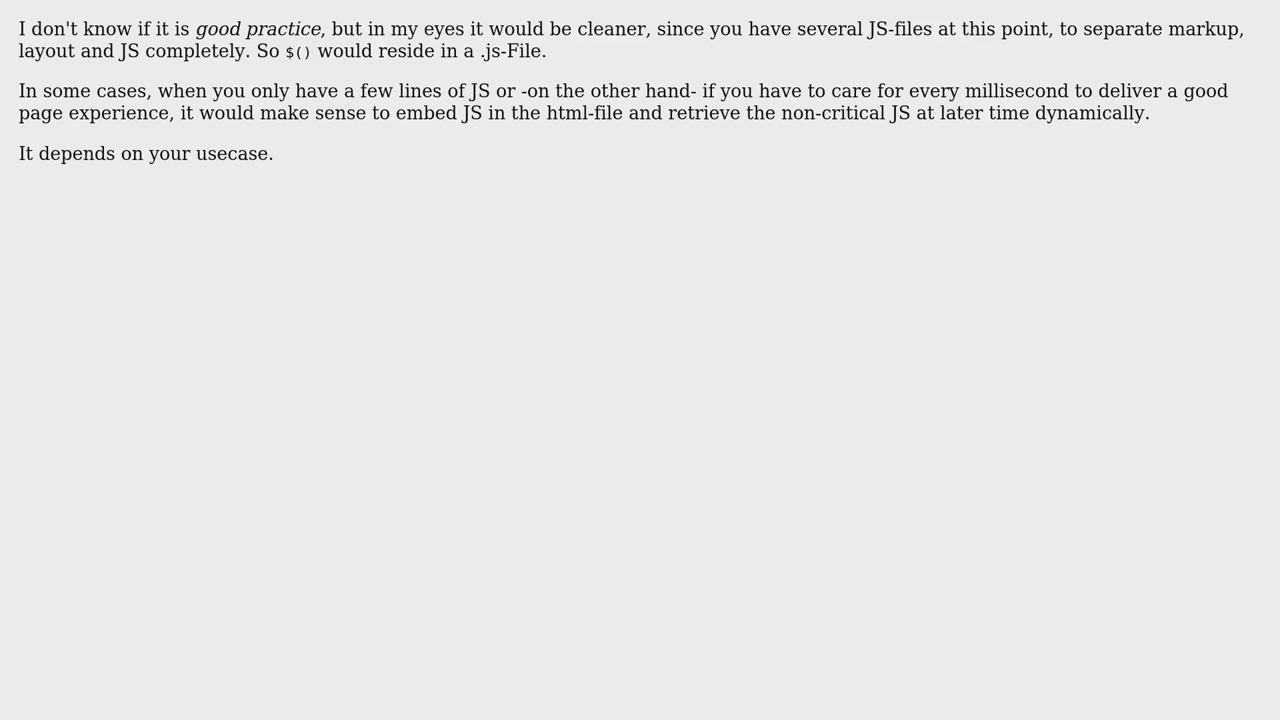 I don't know if it is good practice, but in my eyes it would be cleaner, since you have several JS-files at this point, to separate markup,
layout and JS completely. So $() would reside in a .js-File.
In some cases, when you only have a few lines of JS or -on the other hand- if you have to care for every millisecond to deliver a good
page experience, it would make sense to embed JS in the html-file and retrieve the non-critical JS at later time dynamically.
It depends on your usecase.